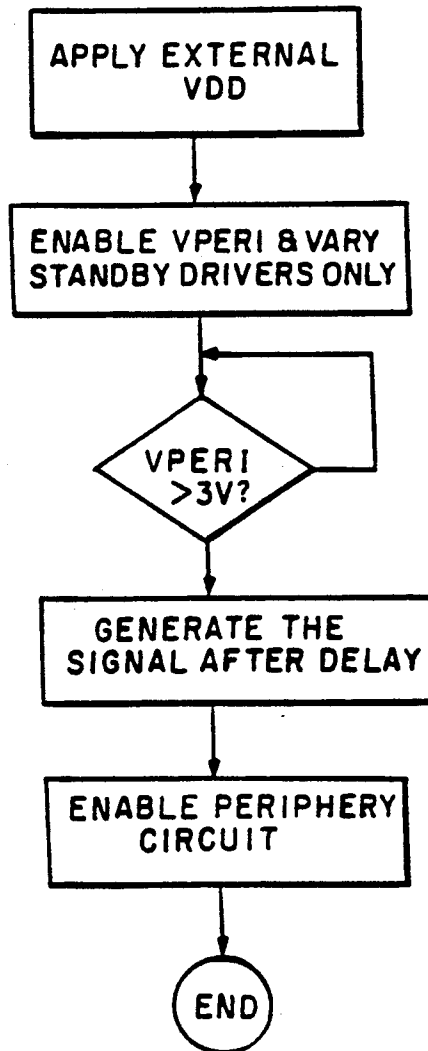 APPLY EXTERNAL
VDD
ENABLE VPERI & VARY
STANDBY DRIVERS ONLY
VPERI
>3V?
GENERATE THE
SIGNAL AFTER DELAY
ENABLE PERIPHERY
CIRCUIT
END